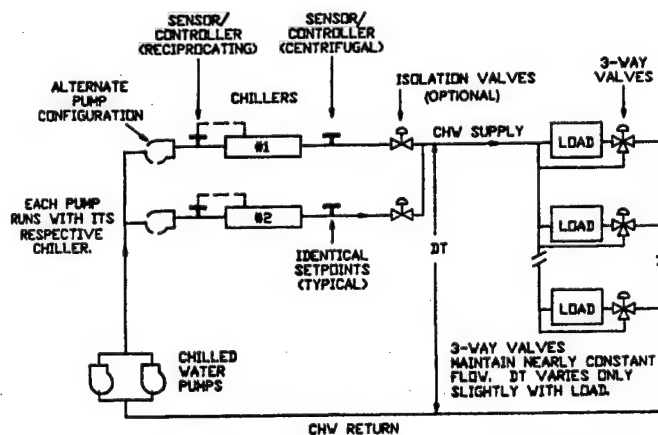 SENSOR/
CONTROLLER
(RECIPROCATING)
SENSOR/
CONTROLLER
(CENTRIFUGAL)
3-WAY
VALVES
ALTERNATE
PUMP
CONFIGURATION
CHILLERS
ISOLATION VALVES
(OPTIONAL)
#1
CHW SUPPLY
LOAD
EACH PUMP
RUNS WITH ITS
RESPECTIVE
CHILLER.
#2
LOAD
IDENTICAL
SETPOINTS
(TYPICAL)
DT
LOAD
CHILLED
WATER
PUMPS
3-WAY VALVES
MAINTAIN NEARLY CONSTANT
FLOW. DT VARIES ONLY
SLIGHTLY WITH LOAD.
CHW RETURN